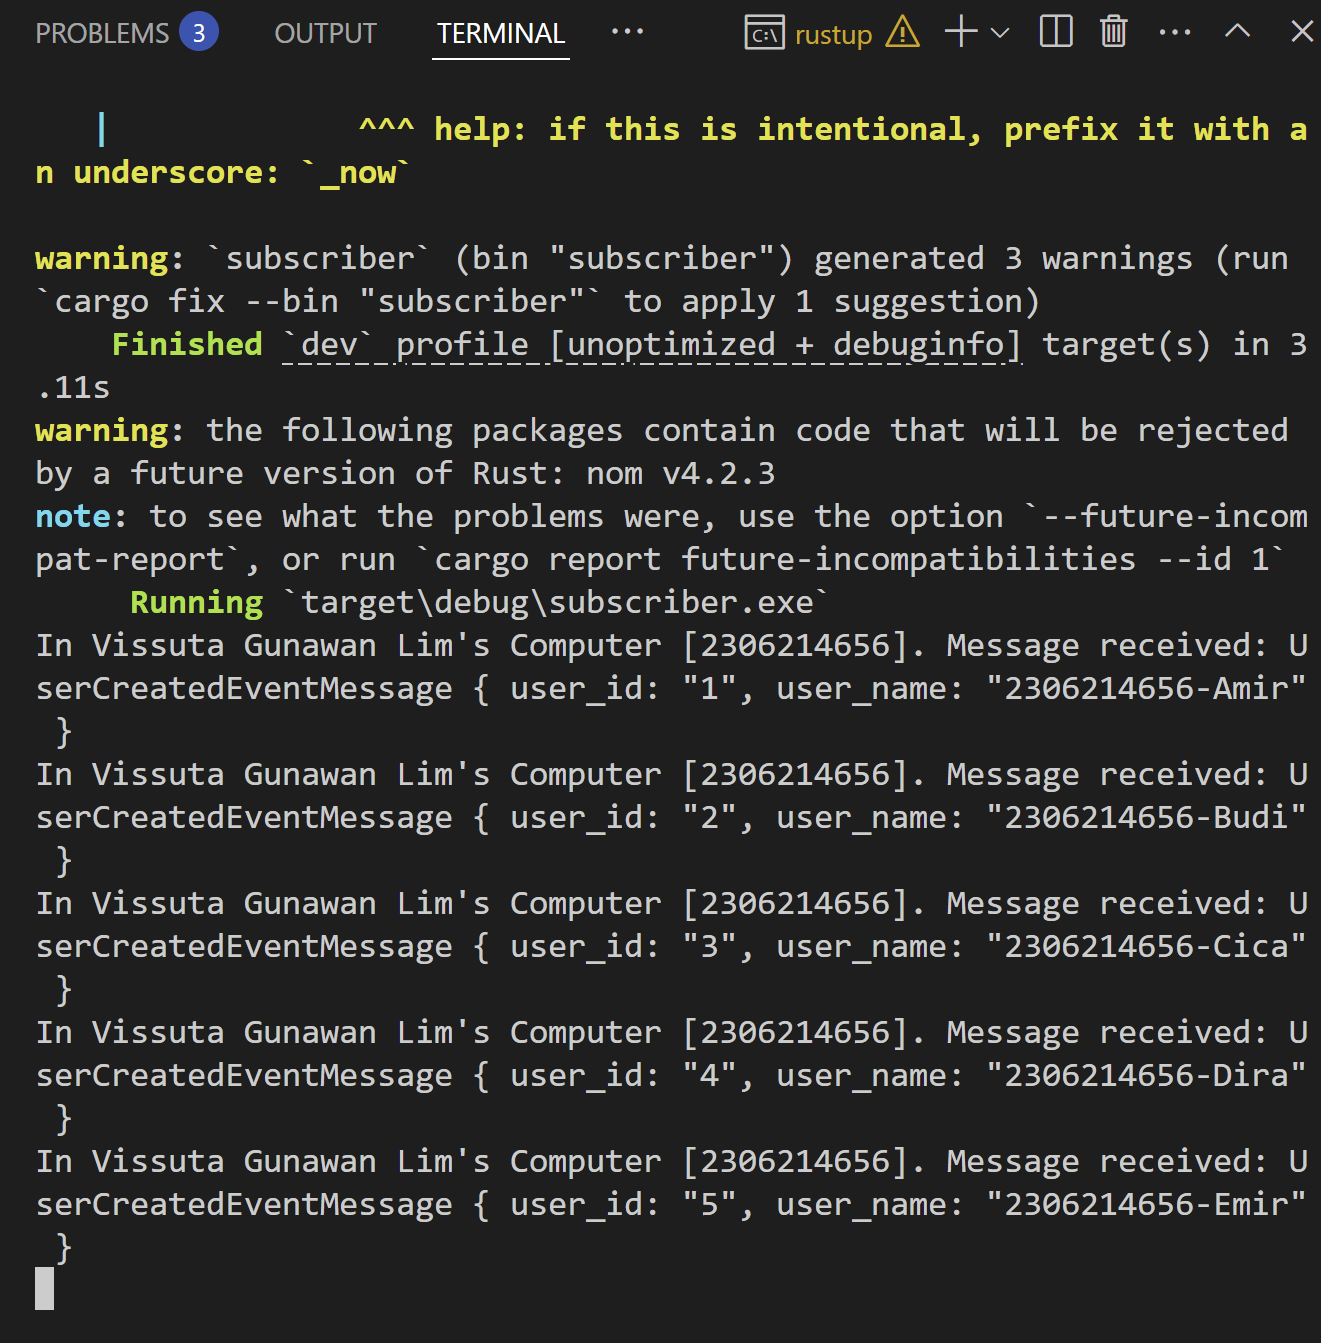 PROBLEMS 3 OUTPUT TERMINAL ··· C:\ rustup ···
| ^^^ help: if this is intentional, prefix it with a
n underscore: `_now`
warning: `subscriber` (bin "subscriber") generated 3 warnings (run
`cargo fix --bin "subscriber"` to apply 1 suggestion)
Finished `dev` profile [unoptimized + debuginfo] target(s) in 3
.11s
warning: the following packages contain code that will be rejected
by a future version of Rust: nom v4.2.3
note: to see what the problems were, use the option `--future-incom
pat-report`, or run `cargo report future-incompatibilities --id 1`
Running `target\debug\subscriber.exe`
In Vissuta Gunawan Lim's Computer [2306214656]. Message received: U
serCreatedEventMessage { user_id: "1", user_name: "2306214656-Amir"
}
In Vissuta Gunawan Lim's Computer [2306214656]. Message received: U
serCreatedEventMessage { user_id: "2", user_name: "2306214656-Budi"
}
In Vissuta Gunawan Lim's Computer [2306214656]. Message received: U
serCreatedEventMessage { user_id: "3", user_name: "2306214656-Cica"
}
In Vissuta Gunawan Lim's Computer [2306214656]. Message received: U
serCreatedEventMessage { user_id: "4", user_name: "2306214656-Dira"
}
In Vissuta Gunawan Lim's Computer [2306214656]. Message received: U
serCreatedEventMessage { user_id: "5", user_name: "2306214656-Emir"
}